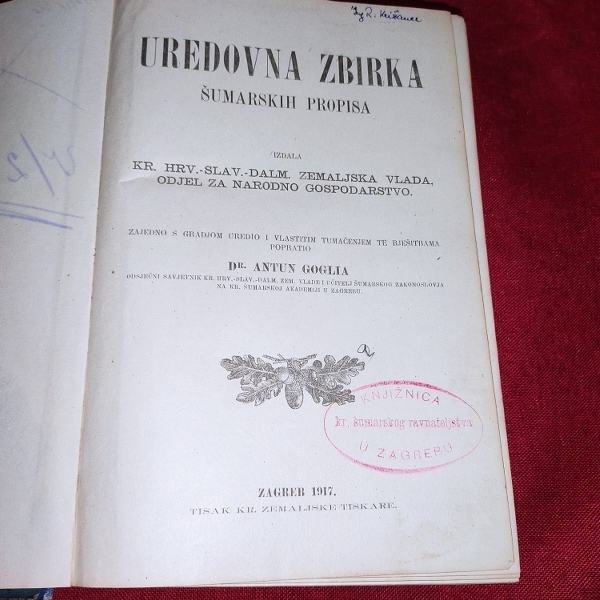 Ing R. Križanec
UREDOVNA ZBIRKA
ŠUMARSKIH PROPISA
IZDALA
KR. HRV.-SLAV.-DALM. ZEMALJSKA VLADA,
ODJEL ZA NARODNO GOSPODARSTVO.
ZAJEDNO S GRADJOM UREDIO I VLASTITIM TUMAČENJEM TE RJEŠITBAMA
POPRATIO
DR. ANTUN GOGLIA
ODSJEČNI SAVJETNIK KR. HRV.-SLAV.-DALM. ZEM. VLADE I UČITELJ ŠUMARSKOG ZAKONOSLOVJA
NA KR. ŠUMARSKOJ AKADEMIJI U ZAGREBU.
KNJIŽNICA
kr. šumarskog ravnateljstva
U ZAGREBU
ZAGREB 1917.
TISAK KR. ZEMALJSKE TISKARE.